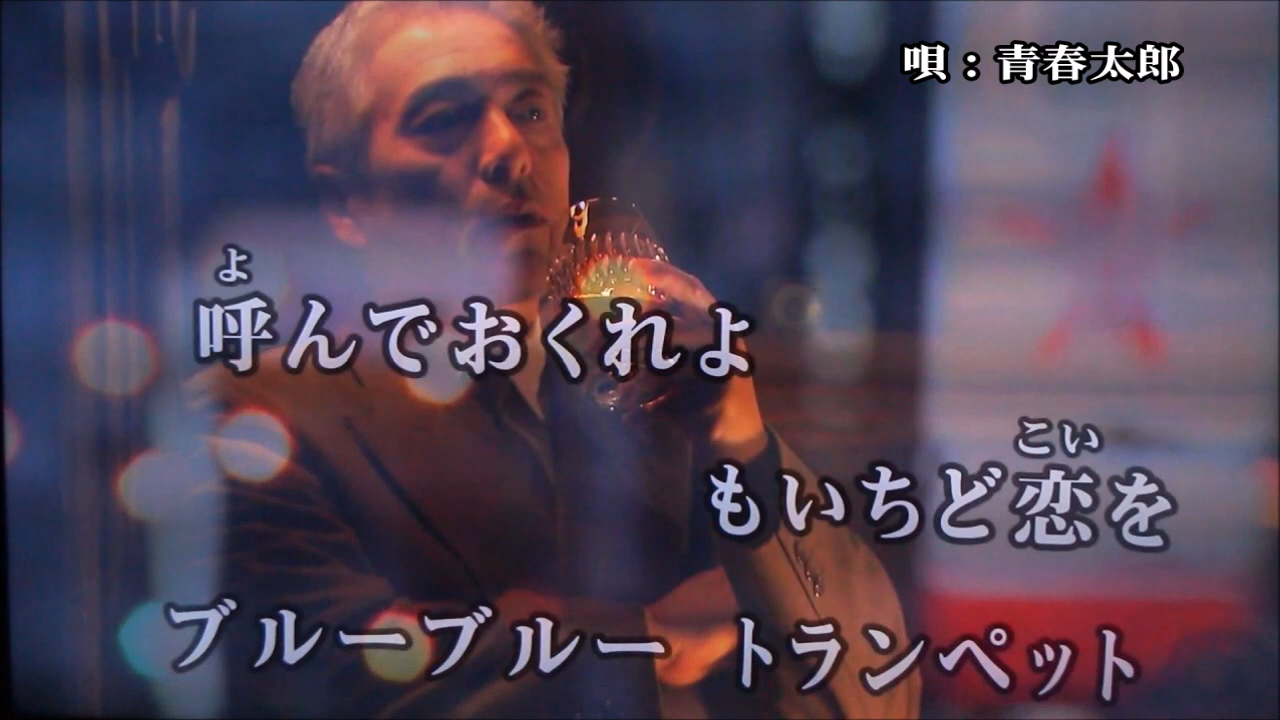 唄：青春太郎
よ
呼んでおくれよ
こい
もいちど恋を
ブルーブルー トランペット